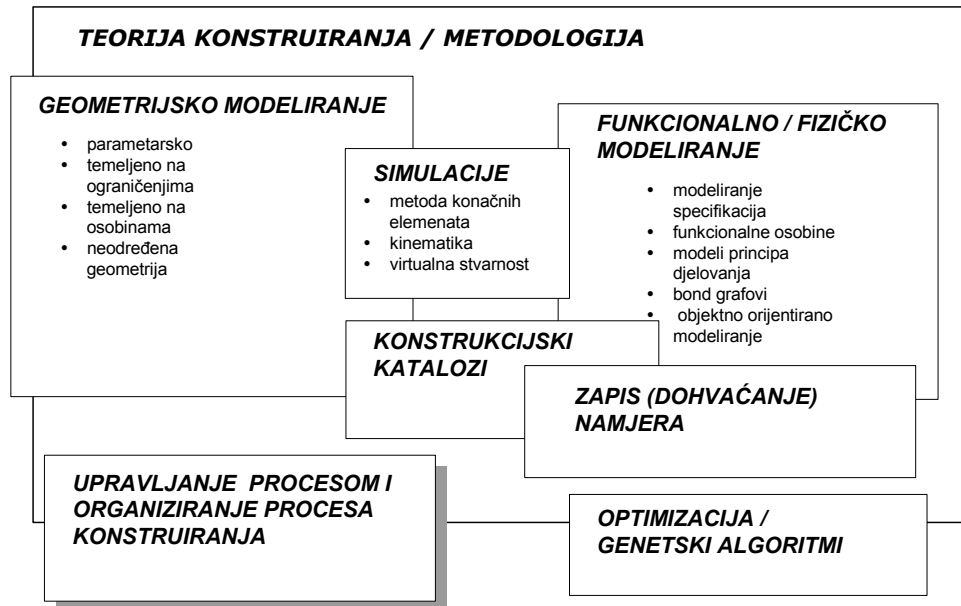 TEORIJA KONSTRUIRANJA / METODOLOGIJA
GEOMETRIJSKO MODELIRANJE
• parametarsko
• temeljeno na
ograničenjima
• temeljeno na
osobinama
• neodređena
geometrija
SIMULACIJE
• metoda konačnih
elemenata
• kinematika
• virtualna stvarnost
FUNKCIONALNO / FIZIČKO
MODELIRANJE
• modeliranje
specifikacija
• funkcionalne osobine
• modeli principa
djelovanja
• bond grafovi
• objektno orijentirano
modeliranje
KONSTRUKCIJSKI
KATALOZI
ZAPIS (DOHVAĆANJE)
NAMJERA
UPRAVLJANJE PROCESOM I
ORGANIZIRANJE PROCESA
KONSTRUIRANJA
OPTIMIZACIJA /
GENETSKI ALGORITMI